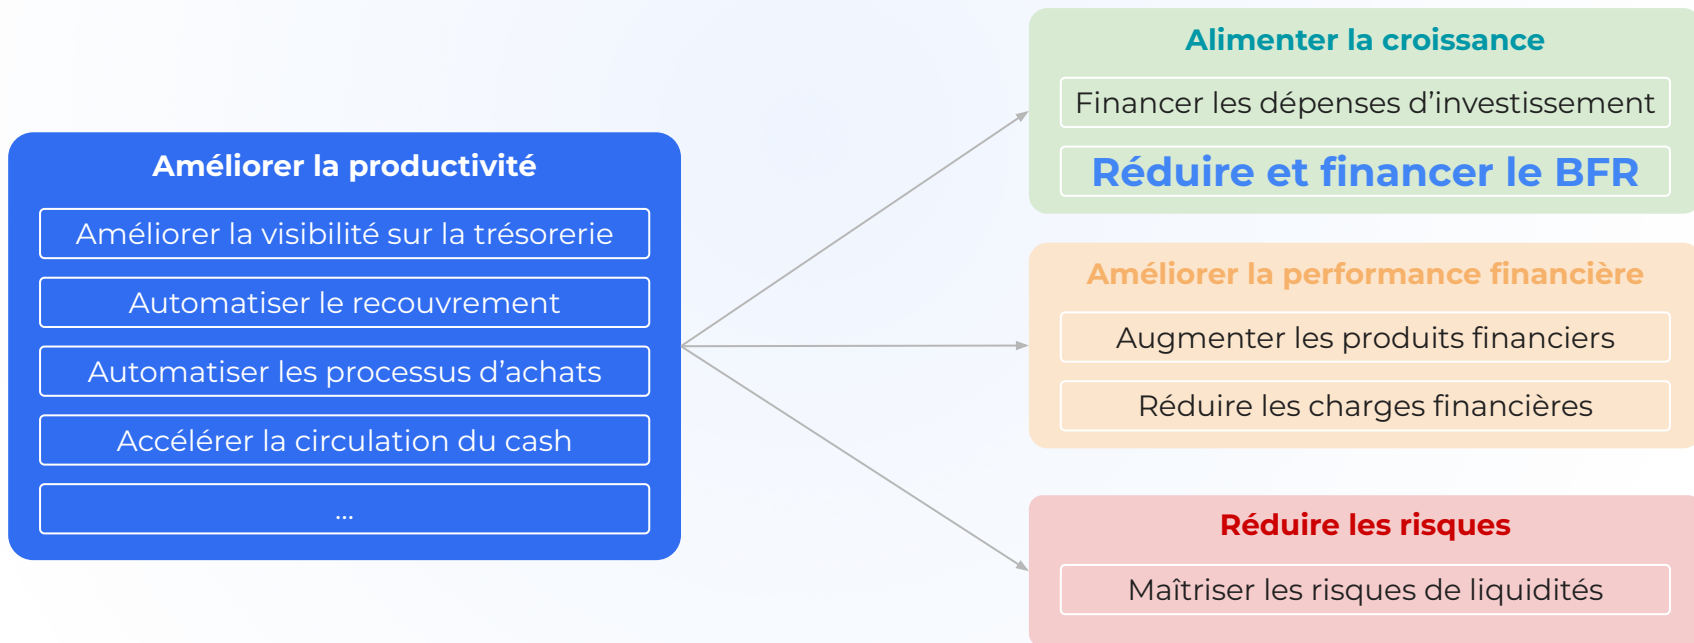 Améliorer la productivité
Améliorer la visibilité sur la trésorerie
Automatiser le recouvrement
Automatiser les processus d’achats
Accélérer la circulation du cash
...
Alimenter la croissance
Financer les dépenses d’investissement
Réduire et financer le BFR
Améliorer la performance financière
Augmenter les produits financiers
Réduire les charges financières
Réduire les risques
Maîtriser les risques de liquidités